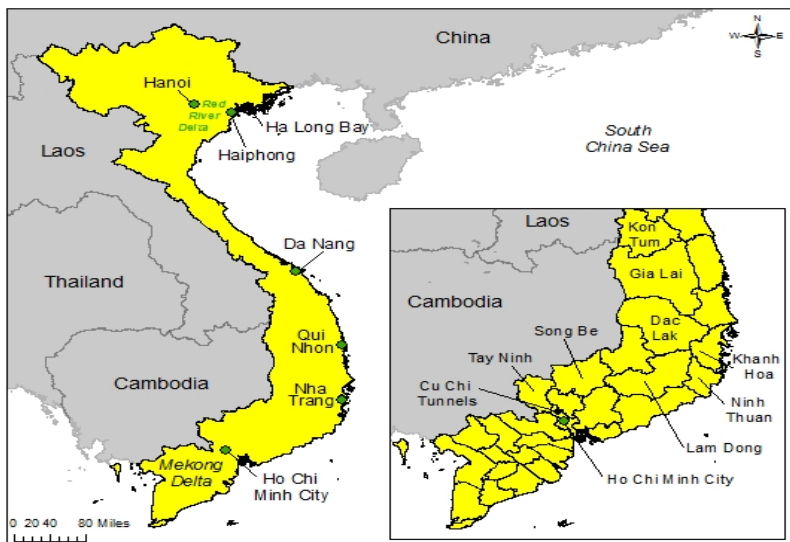 China
N
W E
S
Hanoi
Red
River
Delta
Ha Long Bay
Haiphong
Laos
South
China Sea
Da Nang
Thailand
Qui
Nhon
Cambodia
Nha
Trang
Mekong
Delta
Ho Chi
Minh City
0 20 40 80 Miles
Laos
Kon
Tum
Gia Lai
Cambodia
Dac
Lak
Song Be
Tay Ninh
Khanh
Hoa
Cu Chi
Tunnels
Ninh
Thuan
Lam Dong
Ho Chi Minh City